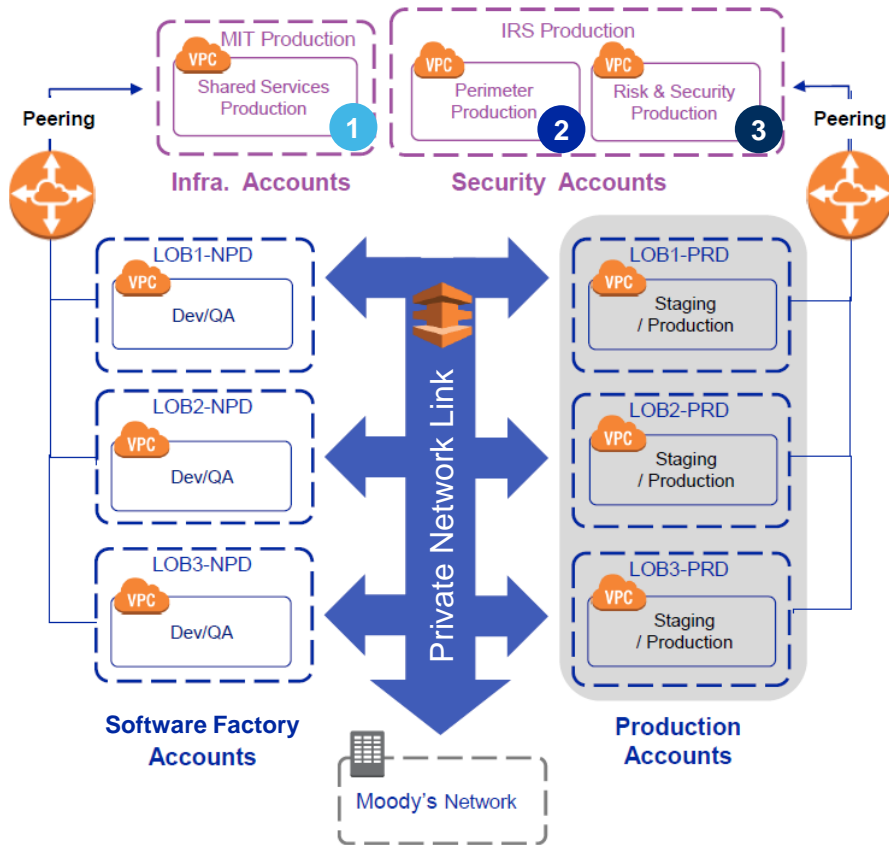 MIT Production
VPC
Shared Services
Production
1
Infra. Accounts
IRS Production
VPC
Perimeter
Production
2
VPC
Risk & Security
Production
3
Security Accounts
Peering
Peering
LOB1-NPD
VPC
Dev/QA
LOB2-NPD
VPC
Dev/QA
LOB3-NPD
VPC
Dev/QA
Software Factory
Accounts
Private Network Link
LOB1-PRD
VPC
Staging
/ Production
LOB2-PRD
VPC
Staging
/ Production
LOB3-PRD
VPC
Staging
/ Production
Production
Accounts
Moody's Network